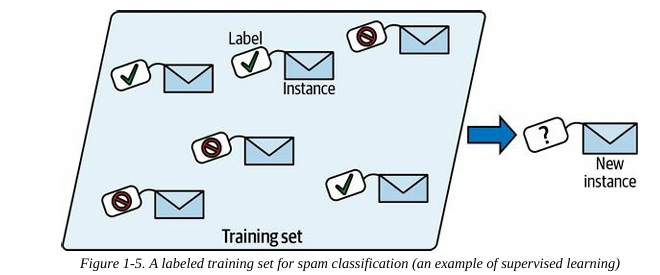 Label
Instance
?
New
instance
Training set
Figure 1-5. A labeled training set for spam classification (an example of supervised learning)